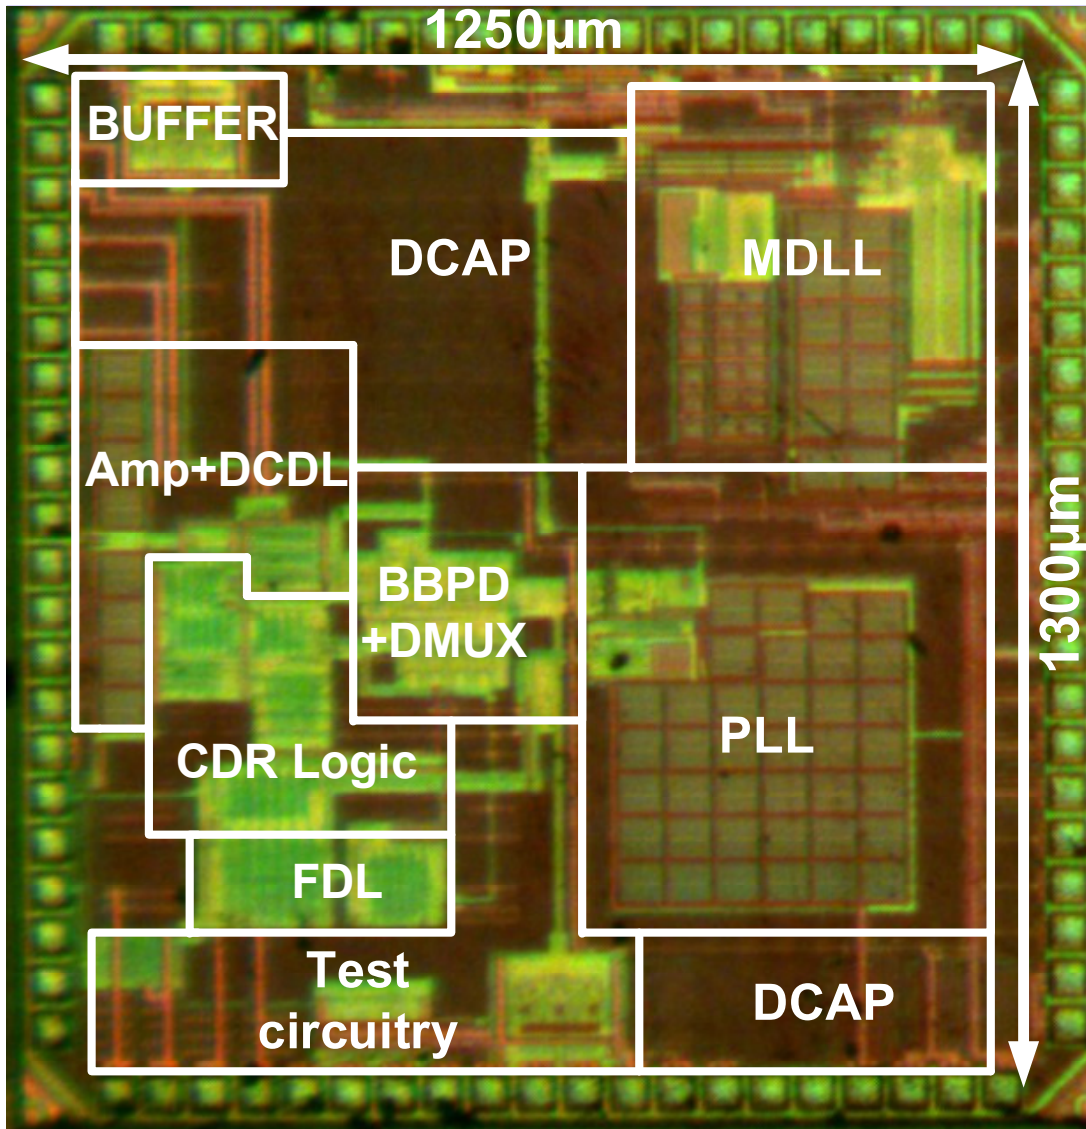 1250µm
BUFFER
DCAP
MDLL
Amp+DCDL
BBPD
+DMUX
1300µm
PLL
CDR Logic
FDL
Test
circuitry
DCAP